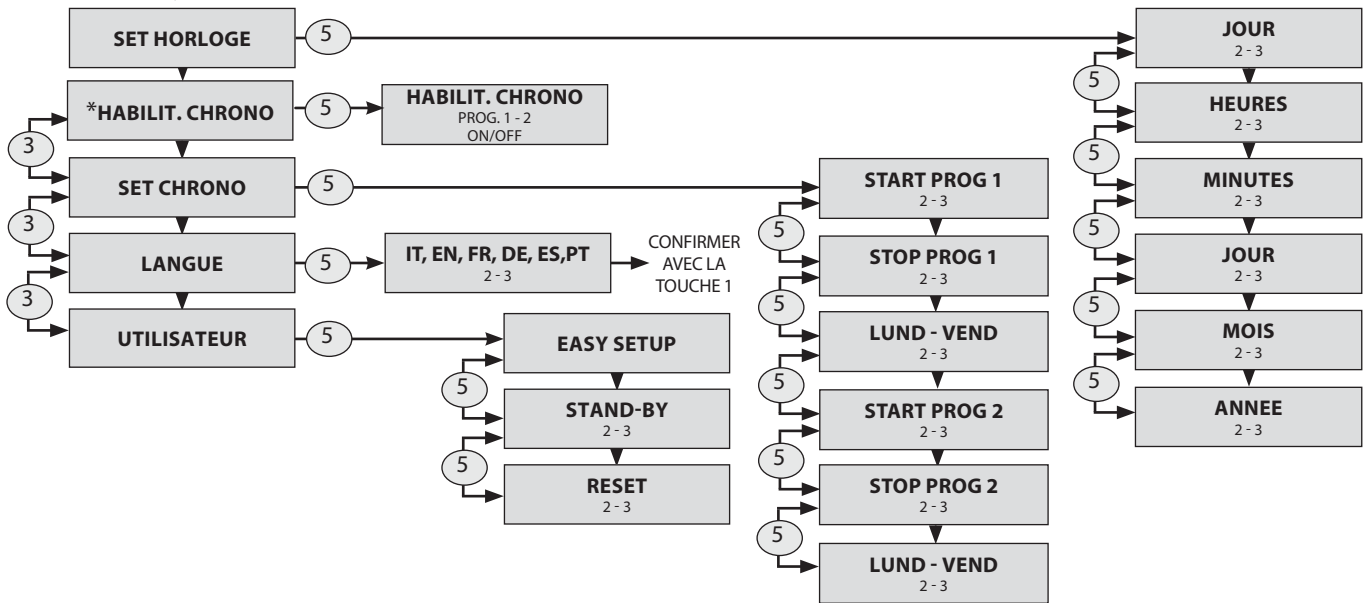 SET HORLOGE
5
*HABILIT. CHRONO
5
HABILIT. CHRONO
PROG. 1 - 2
ON/OFF
3
SET CHRONO
5
3
LANGUE
5
IT, EN, FR, DE, ES,PT
2 - 3
CONFIRMER
AVEC LA
TOUCHE 1
3
UTILISATEUR
5
EASY SETUP
5
STAND-BY
2 - 3
5
RESET
2 - 3
START PROG 1
2 - 3
5
STOP PROG 1
2 - 3
5
LUND - VEND
2 - 3
5
START PROG 2
2 - 3
5
STOP PROG 2
2 - 3
5
LUND - VEND
2 - 3
JOUR
2 - 3
5
HEURES
2 - 3
5
MINUTES
2 - 3
5
JOUR
2 - 3
5
MOIS
2 - 3
5
ANNEE
2 - 3